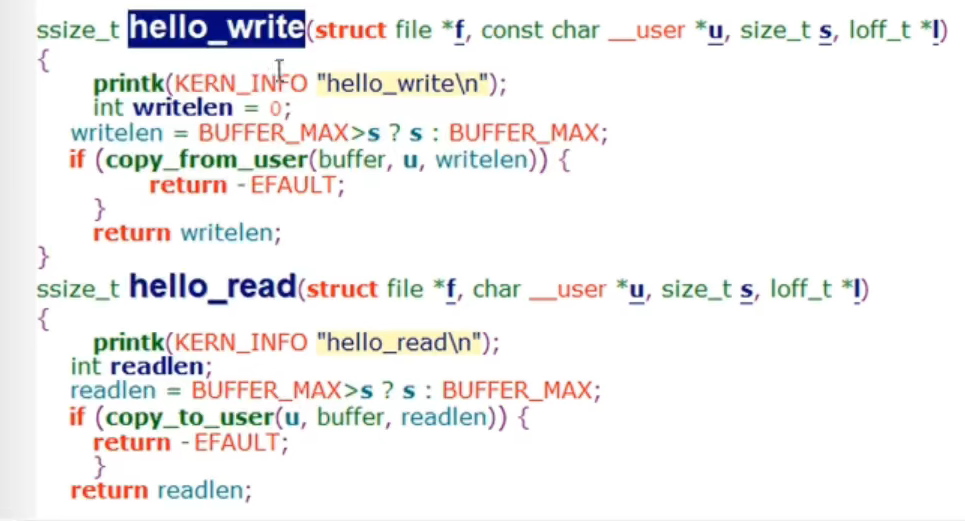 ssize_t hello_write(struct file *f, const char __user *u, size_t s, loff_t *l)
{
printk(KERN_INFO "hello_write\n");
int writelen = 0;
writelen = BUFFER_MAX>s ? s : BUFFER_MAX;
if (copy_from_user(buffer, u, writelen)) {
return -EFAULT;
}
return writelen;
}
ssize_t hello_read(struct file *f, char __user *u, size_t s, loff_t *l)
{
printk(KERN_INFO "hello_read\n");
int readlen;
readlen = BUFFER_MAX>s ? s : BUFFER_MAX;
if (copy_to_user(u, buffer, readlen)) {
return -EFAULT;
}
return readlen;